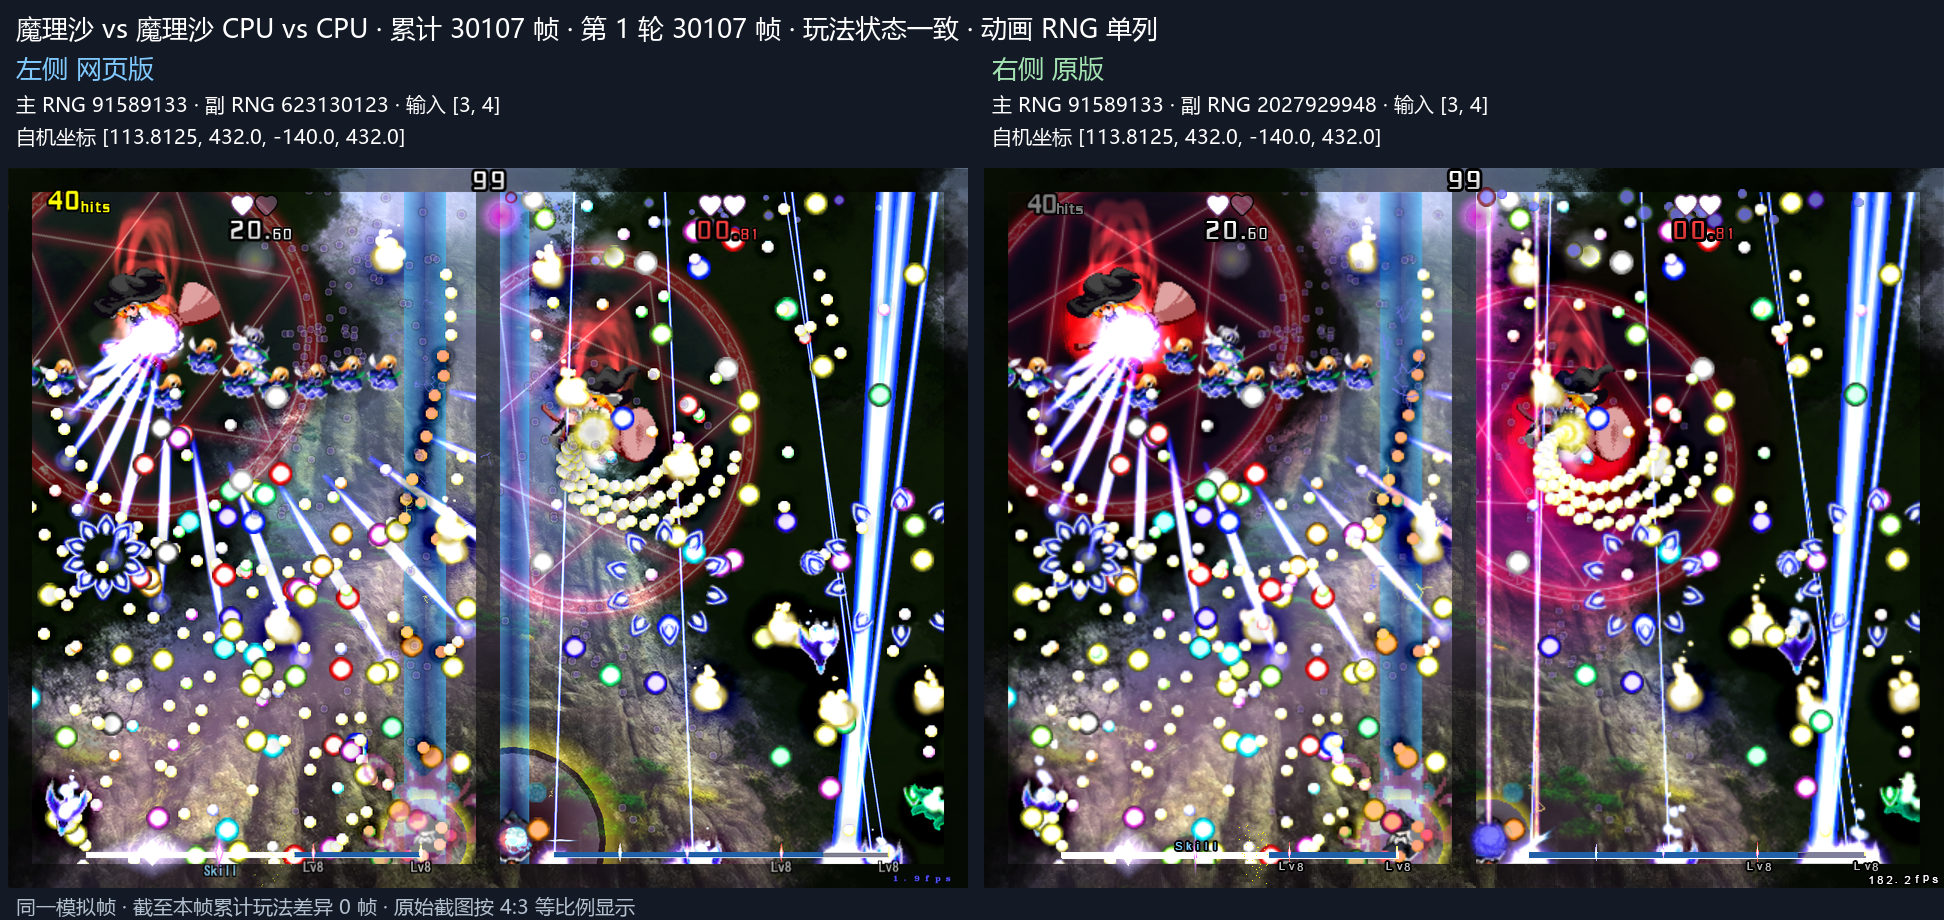 魔理沙 vs 魔理沙 CPU vs CPU · 累计 30107 帧 · 第 1 轮 30107 帧 · 玩法状态一致 · 动画 RNG 单列
左侧 网页版
主 RNG 91589133 · 副 RNG 623130123 · 输入 [3, 4]
自机坐标 [113.8125, 432.0, -140.0, 432.0]
右侧 原版
主 RNG 91589133 · 副 RNG 2027929948 · 输入 [3, 4]
自机坐标 [113.8125, 432.0, -140.0, 432.0]
99
40hits
20.60
00.81
Skill
Lv8
Lv8
Lv8
Lv8
1.9fps
99
40hits
20.60
00.81
Skill
Lv8
Lv8
Lv8
Lv8
182.2fps
同一模拟帧 · 截至本帧累计玩法差异 0 帧 · 原始截图按 4:3 等比例显示